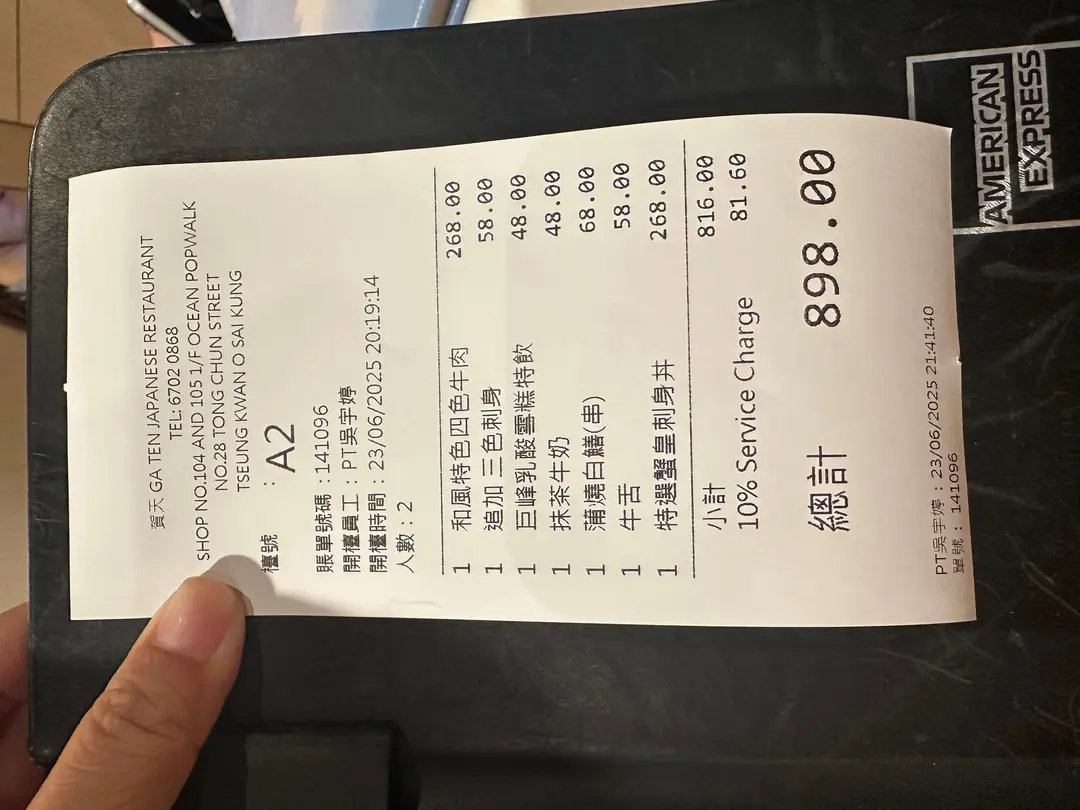 賀天 GA TEN JAPANESE RESTAURANT
TEL: 6702 0868
SHOP NO.104 AND 105 1/F OCEAN POPWALK
NO.28 TONG CHUN STREET
TSEUNG KWAN O SAI KUNG
檯號 : A2
賬單號碼 : 141096
開檯員工 : PT吳宇婷
開檯時間 : 23/06/2025 20:19:14
人數 : 2
1 和風特色四色牛肉 268.00
1 追加 三色刺身 58.00
1 巨峰乳酸雪糕特飲 48.00
1 抹茶牛奶 48.00
1 蒲燒白鱔(串) 68.00
1 牛舌 58.00
1 特選蟹皇刺身丼 268.00
小計 816.00
10% Service Charge 81.60
總計 898.00
PT吳宇婷 : 23/06/2025 21:41:40
單號 : 141096
AMERICAN
EXPRESS